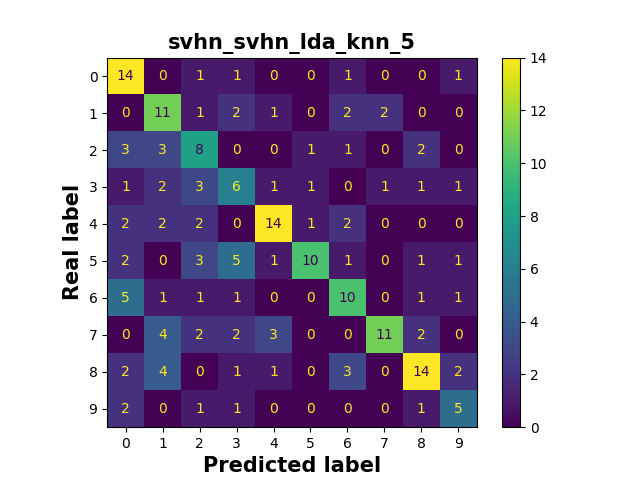 svhn_svhn_lda_knn_5
0 14 0 1 1 0 0 1 0 0 1
1 0 11 1 2 1 0 2 2 0 0
2 3 3 8 0 0 1 1 0 2 0
3 1 2 3 6 1 1 0 1 1 1
4 2 2 2 0 14 1 2 0 0 0
5 2 0 3 5 1 10 1 0 1 1
6 5 1 1 1 0 0 10 0 1 1
7 0 4 2 2 3 0 0 11 2 0
8 2 4 0 1 1 0 3 0 14 2
9 2 0 1 1 0 0 0 0 1 5
0 1 2 3 4 5 6 7 8 9
Predicted label
Real label
14
12
10
8
6
4
2
0